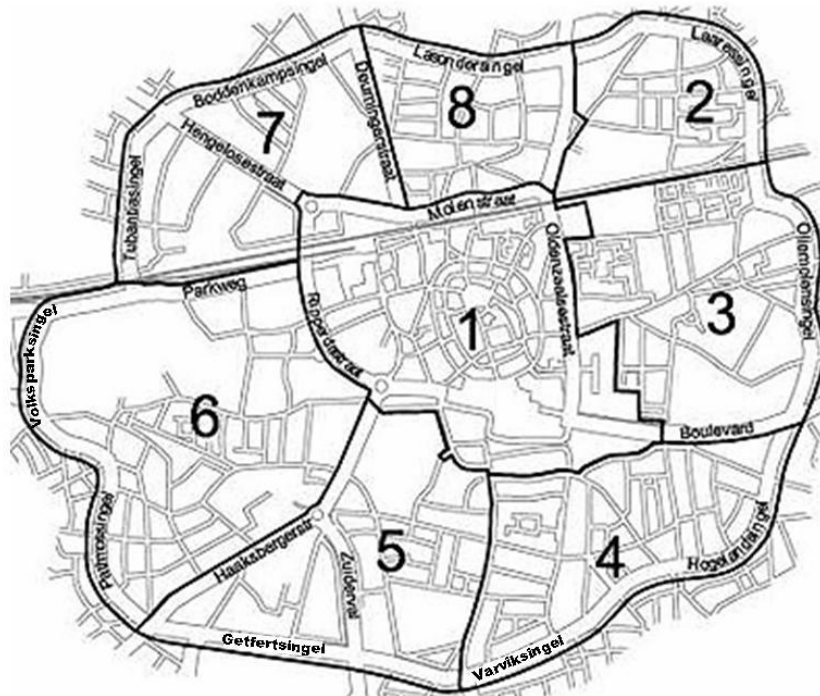 Lasondersingel
Laaressingel
Boddenkampsingel
Deurningerstraat
8
2
7
Hengelosestraat
Tubantiasingel
Molenstraat
Oldenzaalsestraat
Oliemolensingel
Parkweg
Volksparksingel
Ripperdastraat
1
3
6
Boulevard
Pathmossingel
Haaksbergerstr
5
Zuiderval
4
Hogelandsingel
Getfertsingel
Varviksingel